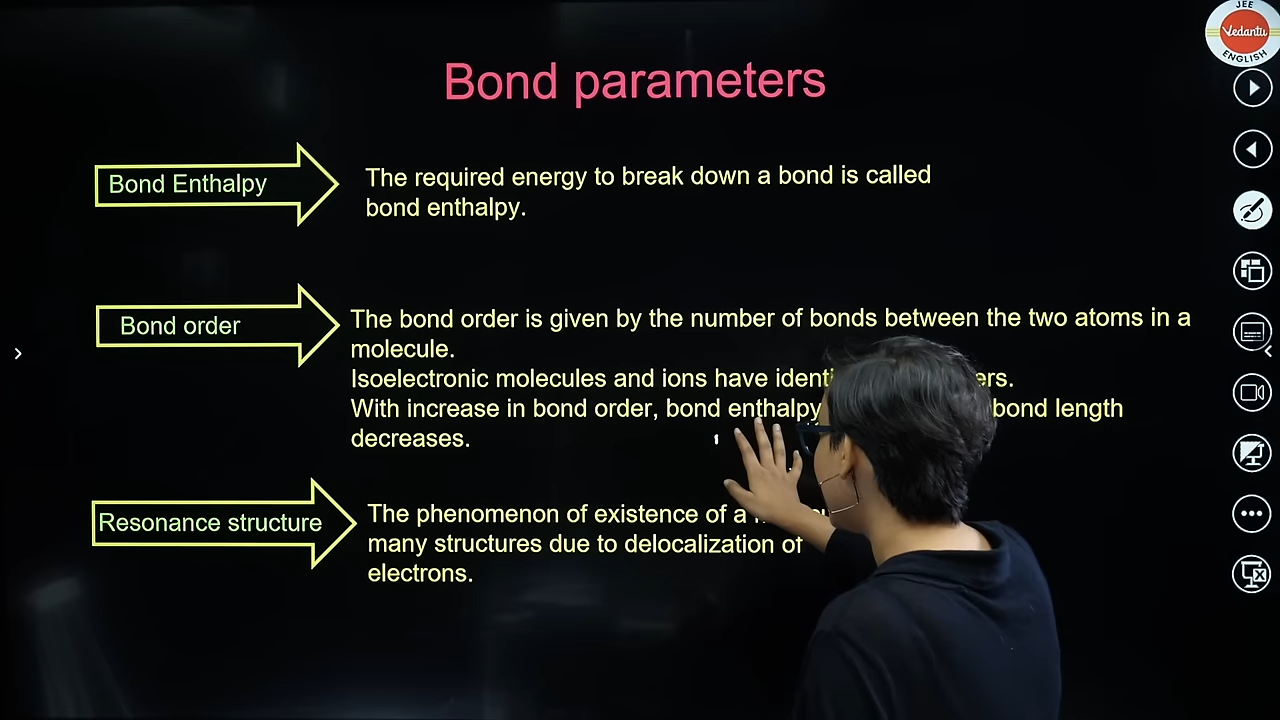 JEE
Vedantu
ENGLISH
Bond parameters
Bond Enthalpy
The required energy to break down a bond is called
bond enthalpy.
Bond order
The bond order is given by the number of bonds between the two atoms in a
molecule.
Isoelectronic molecules and ions have
With increase in bond order, bond enthalpy bond length
decreases.
Resonance structure
The phenomenon of existence of a
many structures due to delocalization of
electrons.